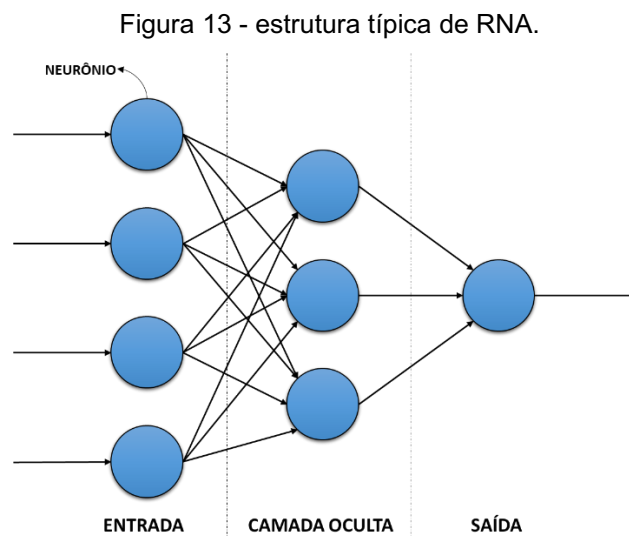 Figura 13 - estrutura típica de RNA.
NEURÔNIO
ENTRADA
CAMADA OCULTA
SAÍDA